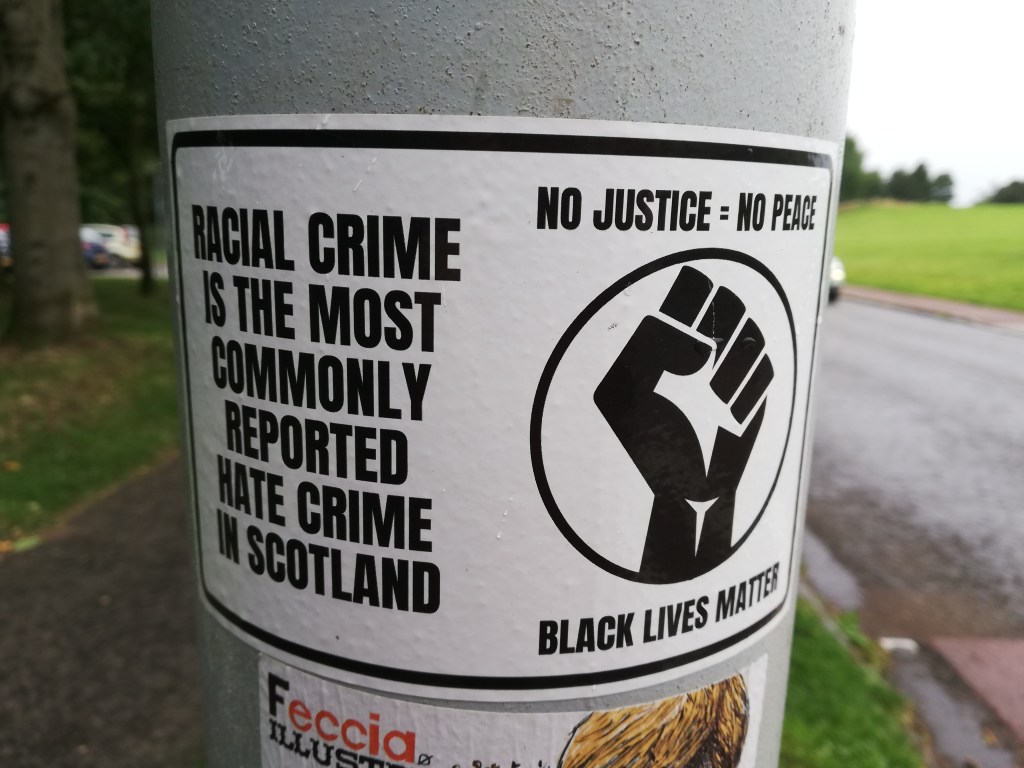 RACIAL CRIME
IS THE MOST
COMMONLY
REPORTED
HATE CRIME
IN SCOTLAND
NO JUSTICE = NO PEACE
BLACK LIVES MATTER
Feccia